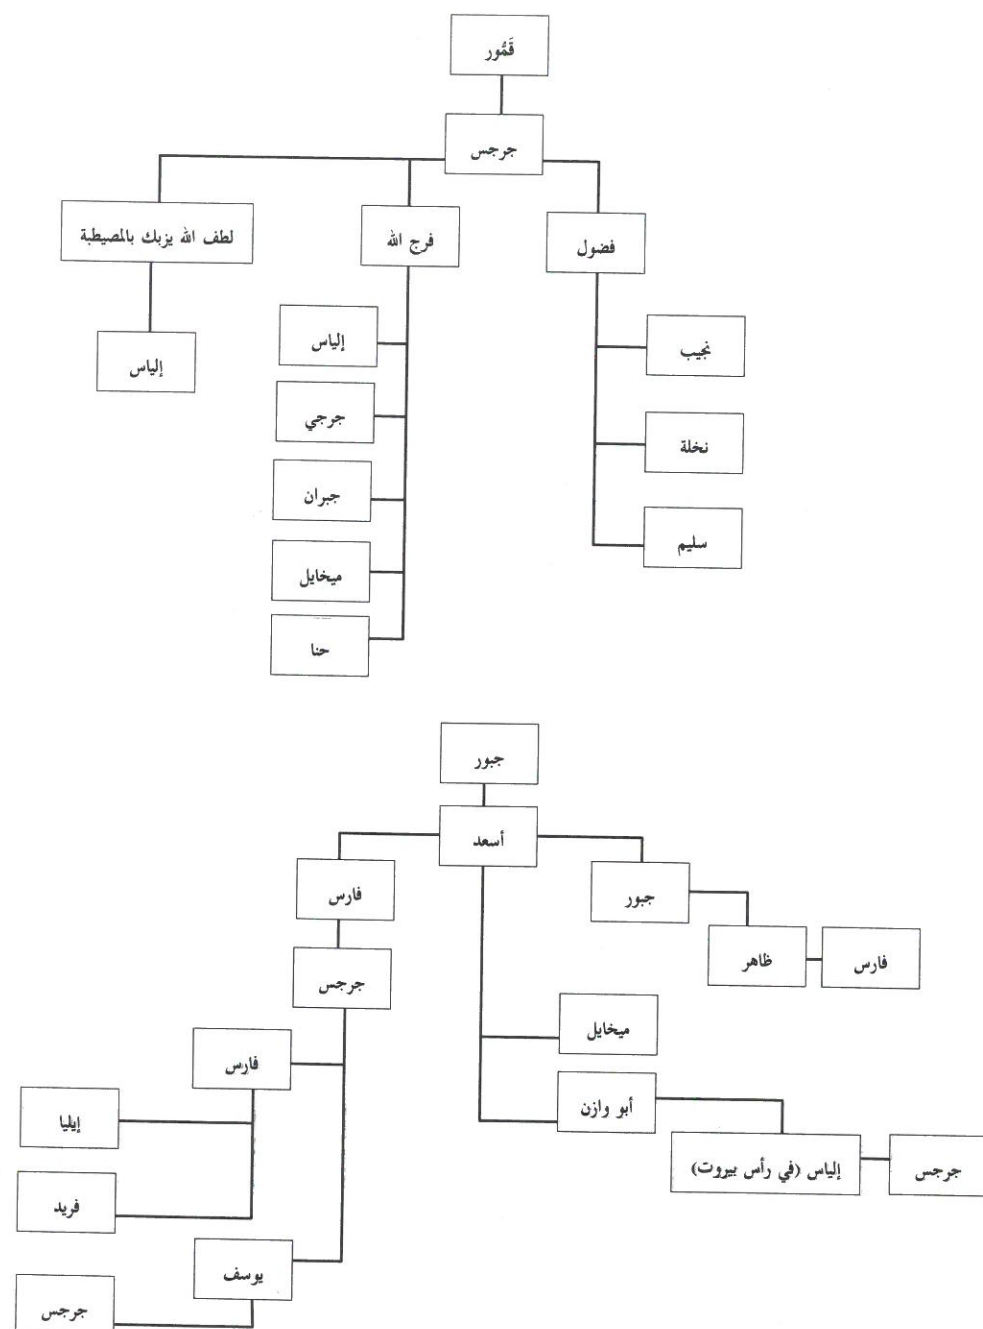 قَمُّور
جرجس
فضول
فرج الله
لطف الله يزبك بالمصيطبة
نجيب
نخلة
سليم
إلياس
جرجي
جبران
ميخايل
حنا
إلياس
جبور
أسعد
جبور
فارس
ظاهر
فارس
جرجس
ميخايل
أبو وازن
إلياس (في رأس بيروت)
جرجس
فارس
إيليا
فريد
يوسف
جرجس